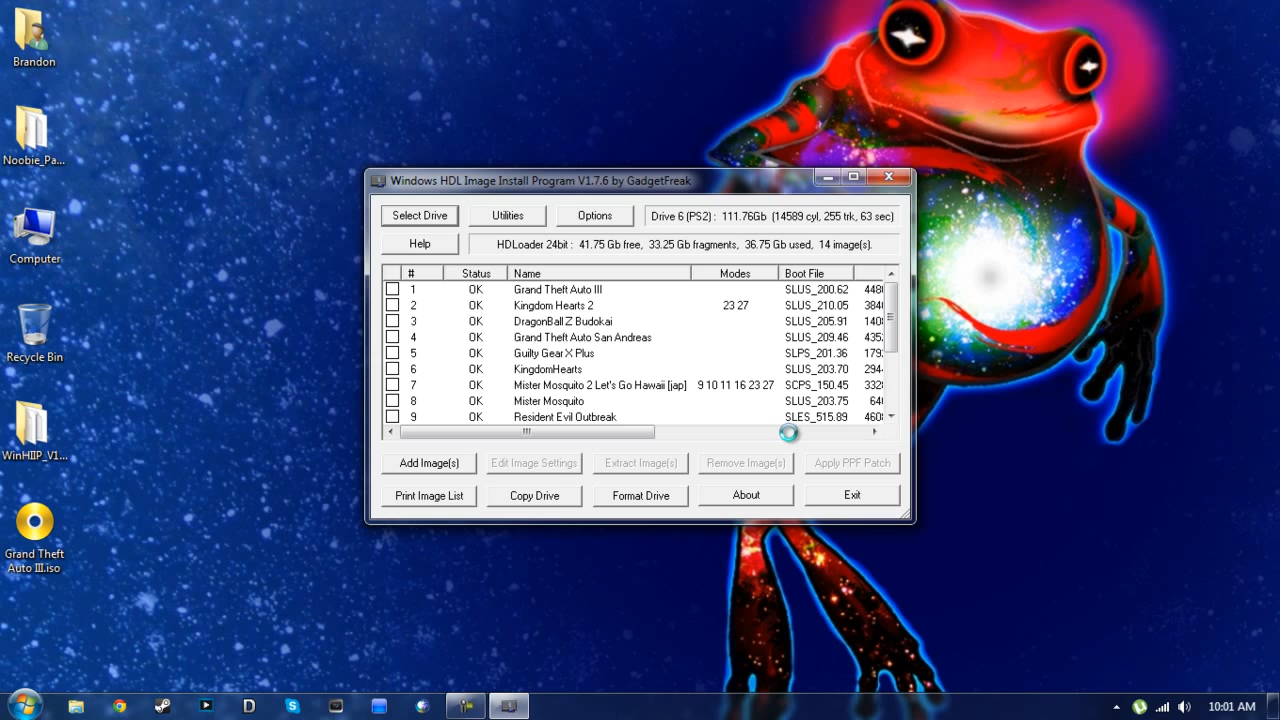 Brandon
Noobie_Pa...
Computer
Recycle Bin
WinHIIP_V1...
Grand Theft
Auto III.iso
Windows HDL Image Install Program V1.7.6 by GadgetFreak
Select Drive Utilities Options Drive 6 (PS2) : 111.76Gb (14589 cyl, 255 trk, 63 sec)
Help HDLoader 24bit : 41.75 Gb free, 33.25 Gb fragments, 36.75 Gb used, 14 image(s).
# Status Name Modes Boot File
1 OK Grand Theft Auto III SLUS_200.62
2 OK Kingdom Hearts 2 23 27 SLUS_210.05
3 OK DragonBall Z Budokai SLUS_205.91
4 OK Grand Theft Auto San Andreas SLUS_209.46
5 OK Guilty Gear X Plus SLPS_201.36
6 OK KingdomHearts SLUS_203.70
7 OK Mister Mosquito 2 Let's Go Hawaii [jap] 9 10 11 16 23 27 SCPS_150.45
8 OK Mister Mosquito SLUS_203.75
9 OK Resident Evil Outbreak SLES_515.89
Add Image(s) Edit Image Settings Extract Image(s) Remove Image(s) Apply PPF Patch
Print Image List Copy Drive Format Drive About Exit
10:01 AM